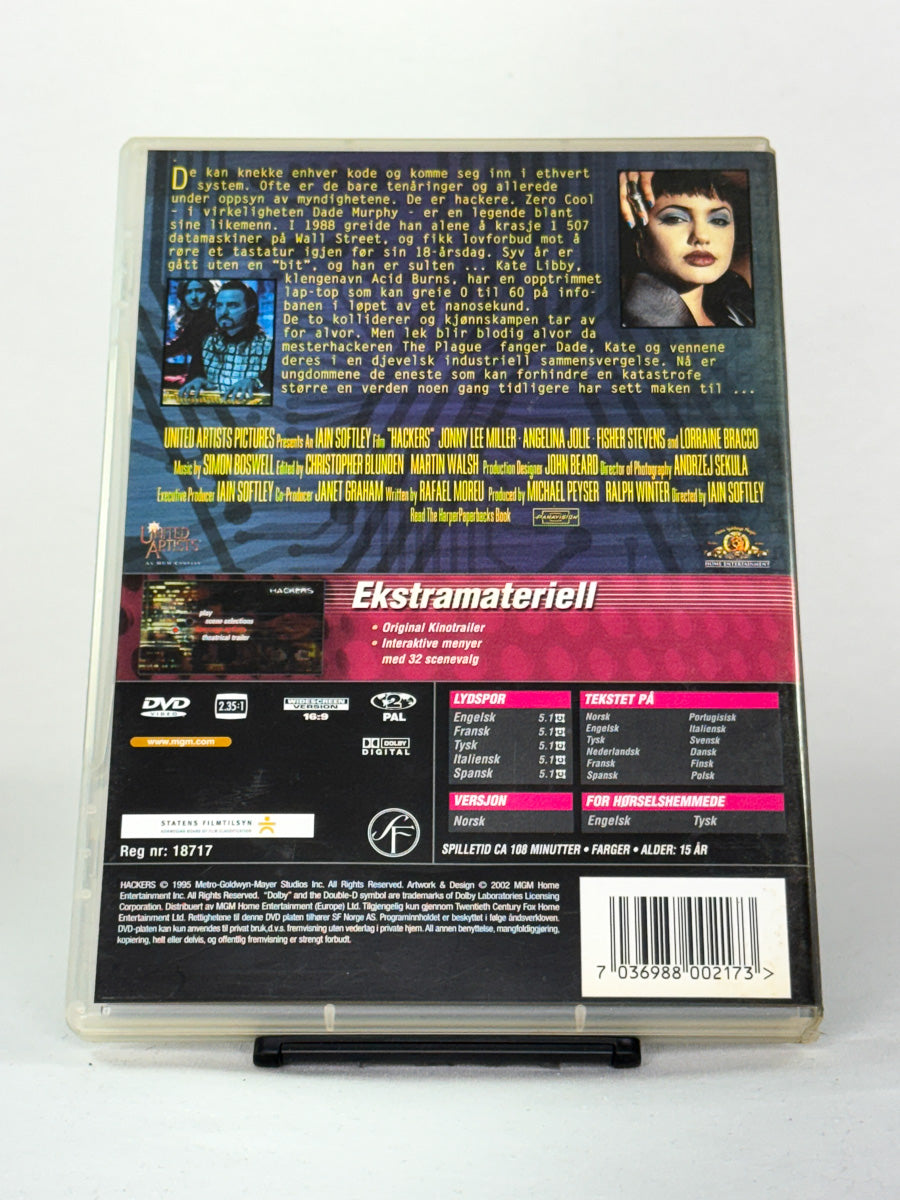 De kan knekke enhver kode og komme seg inn i ethvert
system. Ofte er de bare tenåringer og allerede
under oppsyn av myndighetene. De er hackere. Zero Cool
- i virkeligheten Dade Murphy - er en legende blant
sine likemenn. I 1988 greide han alene å krasje 1 507
datamaskiner på Wall Street, og fikk lovforbud mot å
røre et tastatur igjen før sin 18-årsdag. Syv år er
gått uten en "bit", og han er sulten ... Kate Libby,
klengenavn Acid Burns, har en opptrimmet
lap-top som kan greie 0 til 60 på info-
banen i løpet av et nanosekund.
De to kolliderer og kjønnskampen tar av
for alvor. Men lek blir blodig alvor da
mesterhackeren The Plague fanger Dade, Kate og vennene
deres i en djevelsk industriell sammensvergelse. Nå er
ungdommene de eneste som kan forhindre en katastrofe
større en verden noen gang tidligere har sett maken til ...
UNITED ARTISTS PICTURES Presents An IAIN SOFTLEY Film "HACKERS" JONNY LEE MILLER · ANGELINA JOLIE · FISHER STEVENS and LORRAINE BRACCO
Music by SIMON BOSWELL Edited by CHRISTOPHER BLUNDEN MARTIN WALSH Production Designer JOHN BEARD Director of Photography ANDRZEJ SEKULA
Executive Producer IAIN SOFTLEY Co-Producer JANET GRAHAM Written by RAFAEL MOREU Produced by MICHAEL PEYSER RALPH WINTER Directed by IAIN SOFTLEY
Read The HarperPaperbacks Book PANAVISION
UNITED
ARTISTS
AN MGM COMPANY
HOME ENTERTAINMENT
HACKERS
play
scene selections
theatrical trailer
Ekstramateriell
• Original Kinotrailer
• Interaktive menyer
med 32 scenevalg
DVD
VIDEO
2.35:1
WIDESCREEN
VERSION
16:9
2
PAL
www.mgm.com
DOLBY
DIGITAL
LYDSPOR
Engelsk 5.1
Fransk 5.1
Tysk 5.1
Italiensk 5.1
Spansk 5.1
TEKSTET PÅ
Norsk Portugisisk
Engelsk Italiensk
Tysk Svensk
Nederlandsk Dansk
Fransk Finsk
Spansk Polsk
VERSJON
Norsk
FOR HØRSELSHEMMEDE
Engelsk Tysk
STATENS FILMTILSYN
NORWEGIAN BOARD OF FILM CLASSIFICATION
Reg nr: 18717
SF
SPILLETID CA 108 MINUTTER • FARGER • ALDER: 15 ÅR
HACKERS © 1995 Metro-Goldwyn-Mayer Studios Inc. All Rights Reserved. Artwork & Design © 2002 MGM Home
Entertainment Inc. All Rights Reserved. "Dolby" and the Double-D symbol are trademarks of Dolby Laboratories Licensing
Corporation. Distribuert av MGM Home Entertainment (Europe) Ltd. Tilgjengelig kun gjennom Twentieth Century Fox Home
Entertainment Ltd. Rettighetene til denne DVD platen tilhører SF Norge AS. Programinnholdet er beskyttet i følge åndsverkloven.
DVD-platen kan kun anvendes til privat bruk,d.v.s. fremvisning uten vederlag i private hjem. All annen benyttelse, mangfoldiggjøring,
kopiering, helt eller delvis, og offentlig fremvisning er strengt forbudt.
7 036988 002173 >